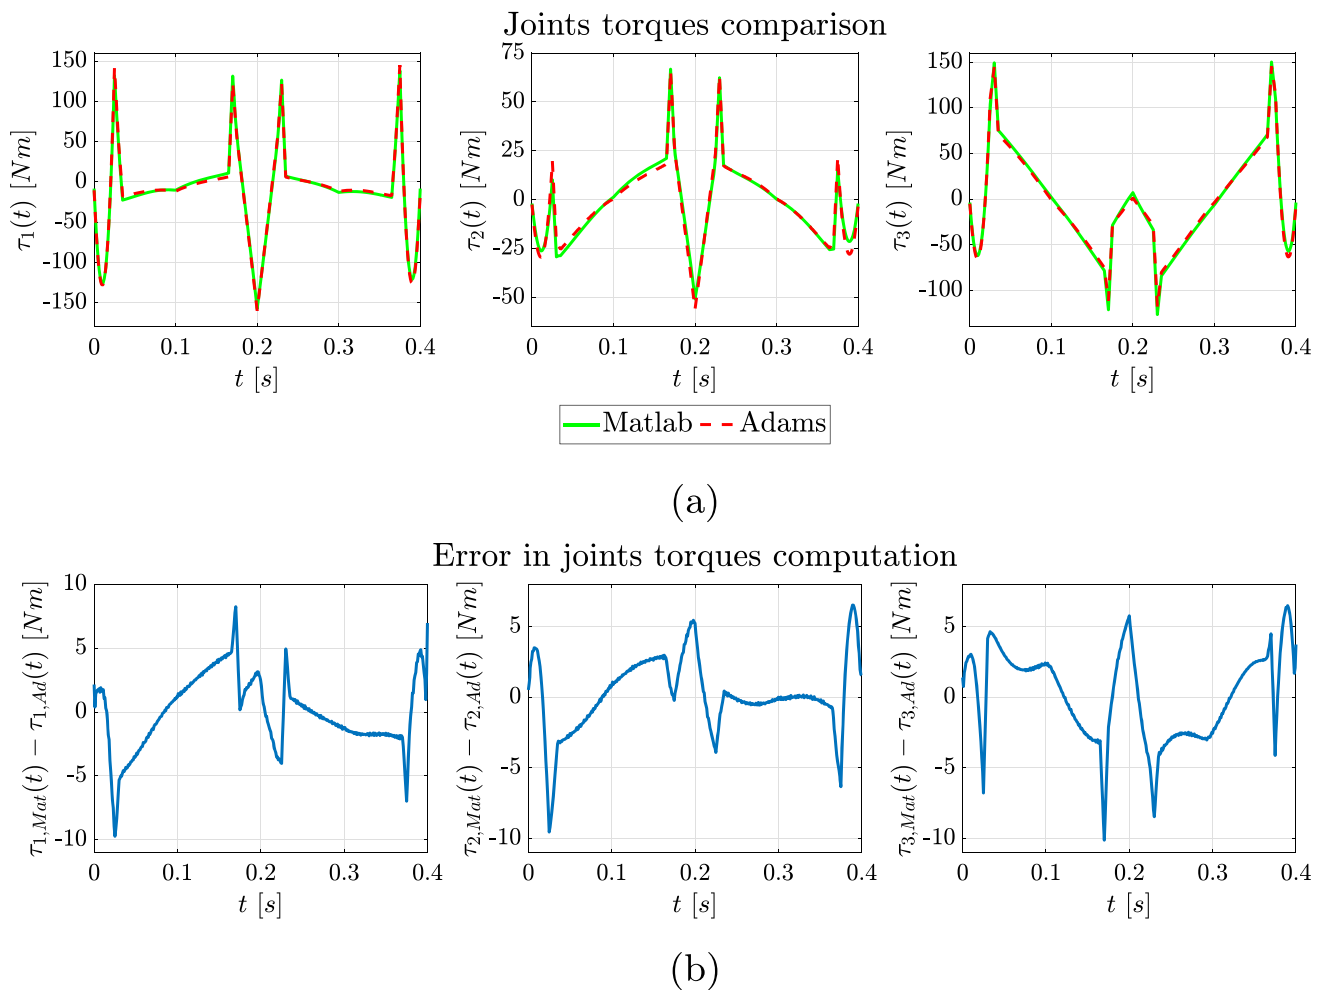 Joints torques comparison
τ₁(t) [Nm]
150
100
50
0
-50
-100
-150
0 0.1 0.2 0.3 0.4
t [s]
τ₂(t) [Nm]
75
50
25
0
-25
-50
0 0.1 0.2 0.3 0.4
t [s]
τ₃(t) [Nm]
150
100
50
0
-50
-100
0 0.1 0.2 0.3 0.4
t [s]
Matlab Adams
(a)
Error in joints torques computation
τ₁,Mat(t) − τ₁,Ad(t) [Nm]
10
5
0
-5
-10
0 0.1 0.2 0.3 0.4
t [s]
τ₂,Mat(t) − τ₂,Ad(t) [Nm]
5
0
-5
-10
0 0.1 0.2 0.3 0.4
t [s]
τ₃,Mat(t) − τ₃,Ad(t) [Nm]
5
0
-5
-10
0 0.1 0.2 0.3 0.4
t [s]
(b)